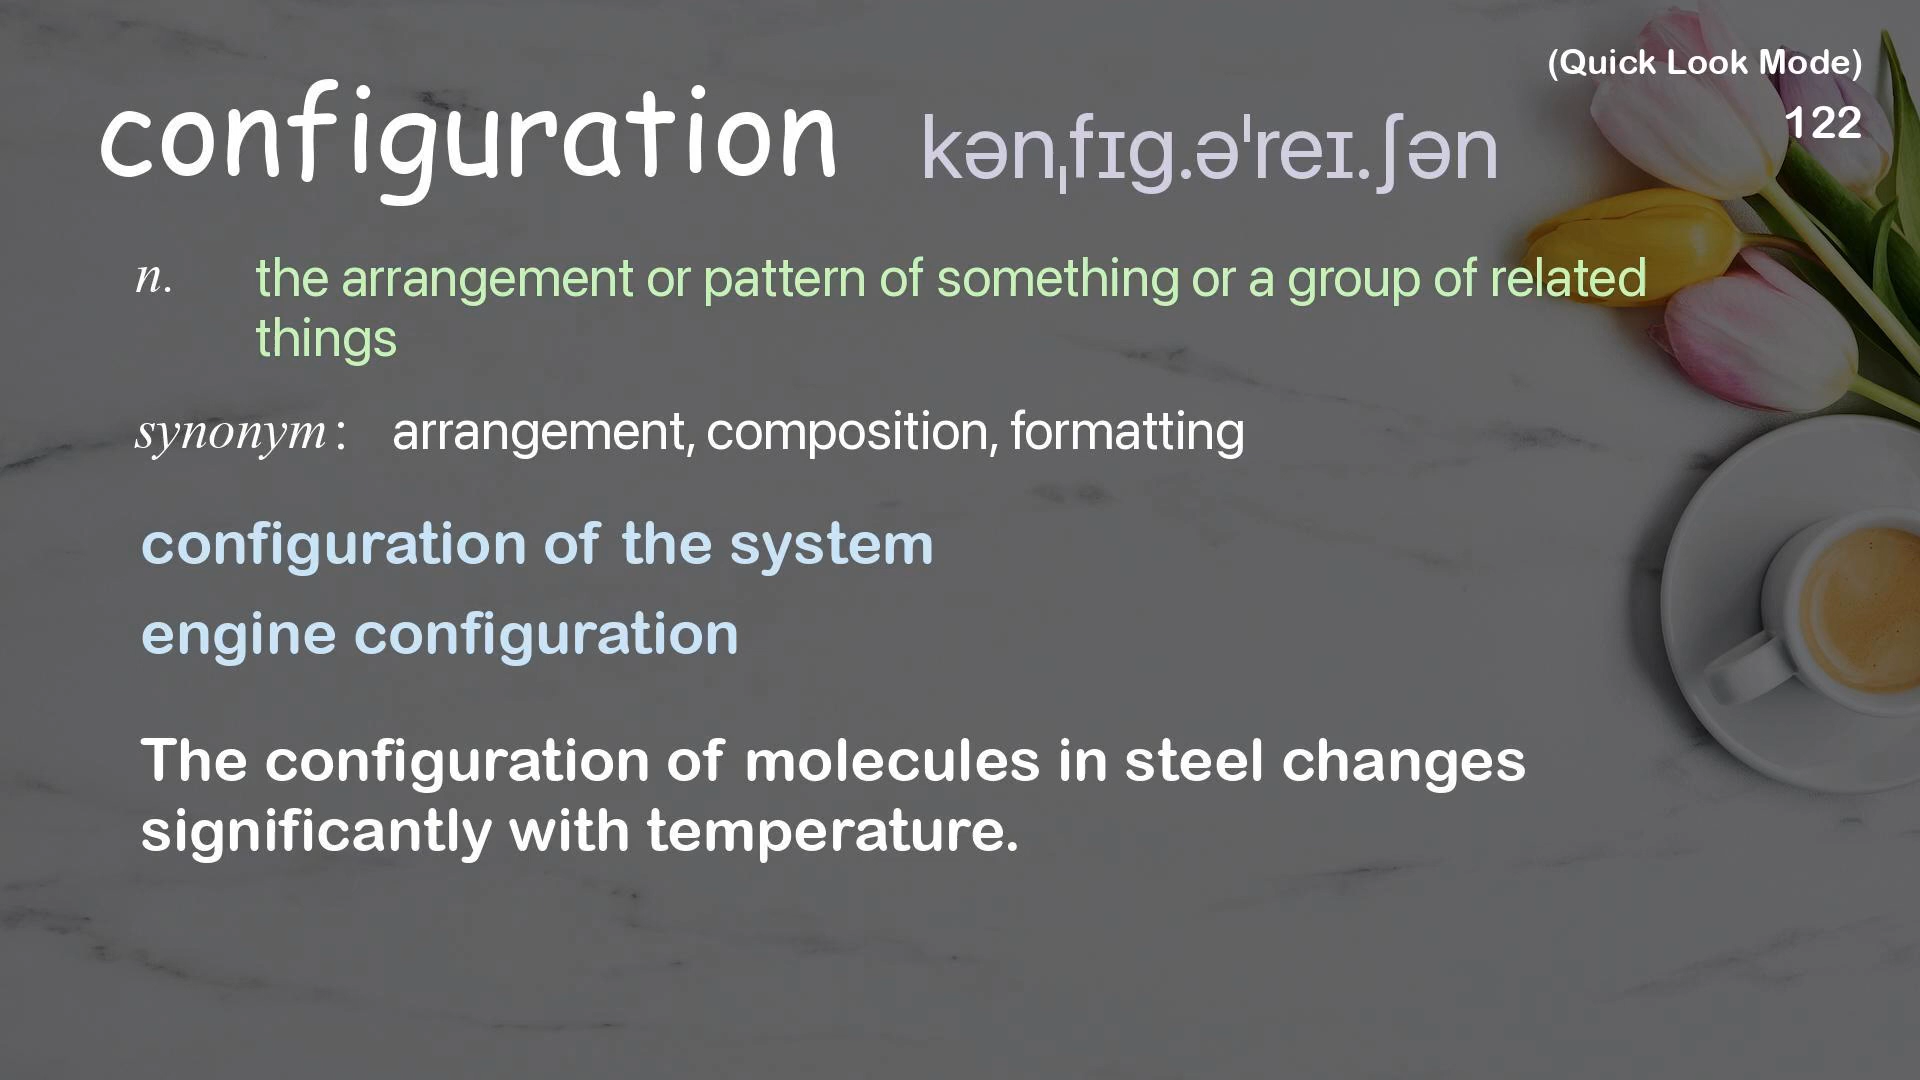 (Quick Look Mode)
122
configuration kənˌfɪg.əˈreɪ.ʃən
n. the arrangement or pattern of something or a group of related
things
synonym: arrangement, composition, formatting
configuration of the system
engine configuration
The configuration of molecules in steel changes
significantly with temperature.